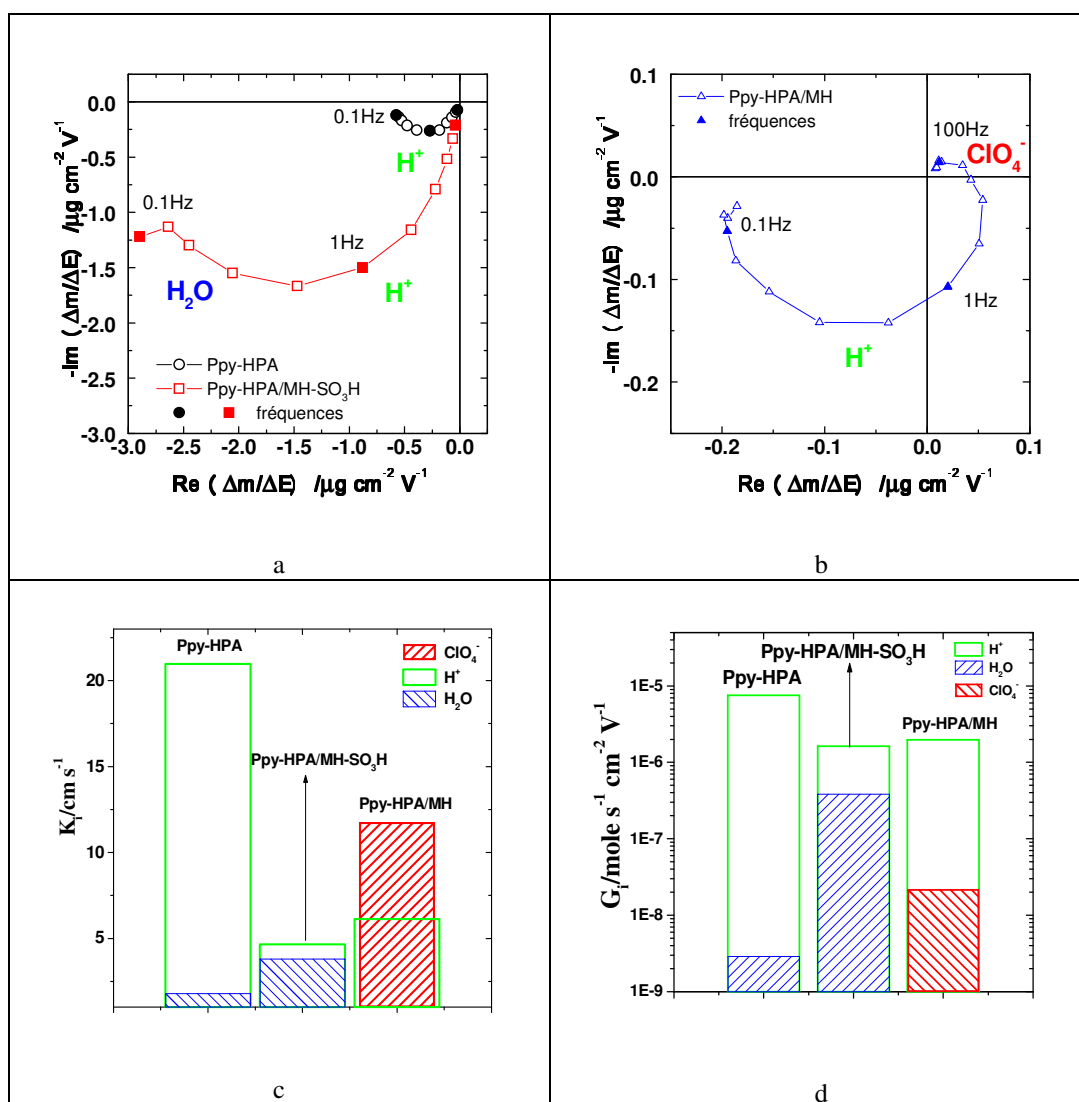 0.0
-0.5
-1.0
-1.5
-2.0
-2.5
-3.0
-3.0 -2.5 -2.0 -1.5 -1.0 -0.5 0.0
-Im (Δm/ΔE) /µg cm⁻² V⁻¹
Re (Δm/ΔE) /µg cm⁻² V⁻¹
0.1Hz
H⁺
0.1Hz
1Hz
H₂O
H⁺
Ppy-HPA
Ppy-HPA/MH-SO₃H
fréquences
a
-0.1
0.0
-0.1
-0.2
-0.2 -0.1 0.0 0.1
-Im (Δm/ΔE) /µg cm⁻² V⁻¹
Re (Δm/ΔE) /µg cm⁻² V⁻¹
Ppy-HPA/MH
fréquences
100Hz
ClO₄⁻
0.1Hz
1Hz
H⁺
b
20
15
10
5
Kᵢ/cm s⁻¹
Ppy-HPA
ClO₄⁻
H⁺
H₂O
Ppy-HPA/MH-SO₃H
Ppy-HPA/MH
c
1E-5
1E-6
1E-7
1E-8
1E-9
Gᵢ/mole s⁻¹ cm⁻² V⁻¹
Ppy-HPA/MH-SO₃H
H⁺
H₂O
ClO₄⁻
Ppy-HPA
Ppy-HPA/MH
d